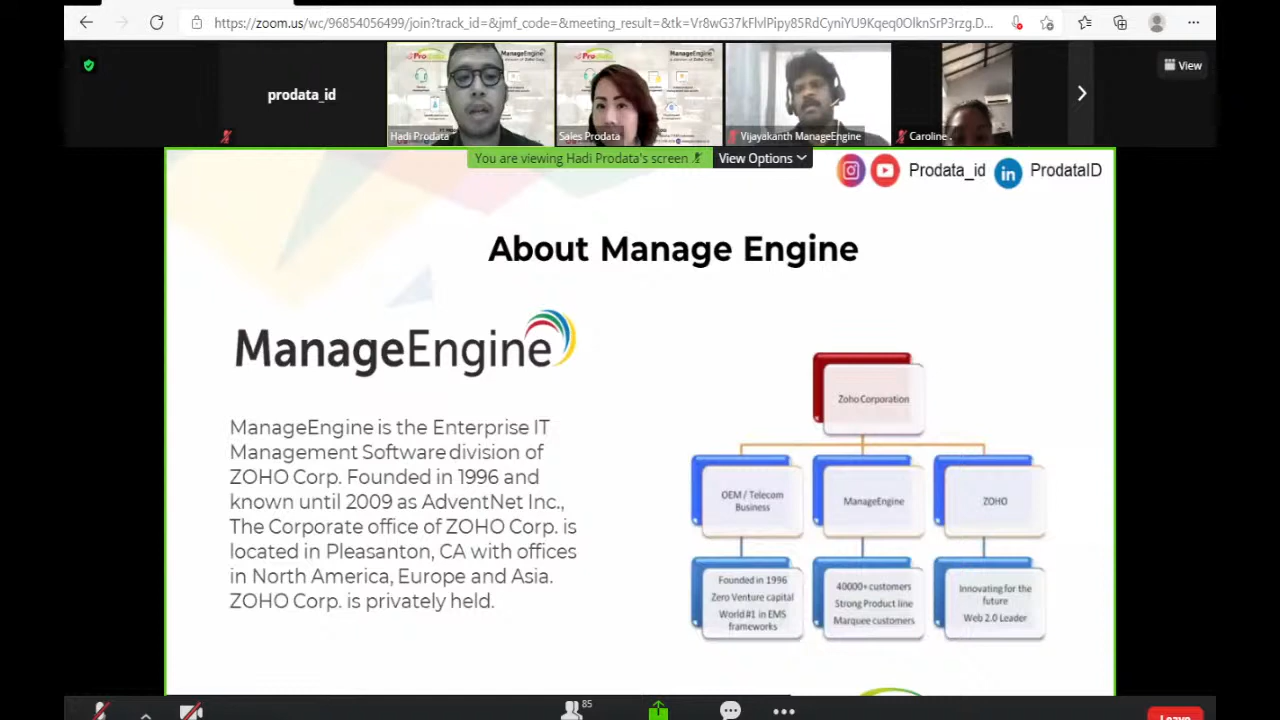 https://zoom.us/wc/96854056499/join?track_id=&jmf_code=&meeting_result=&tk=Vr8wG37kFlvlPipy85RdCyniYU9Kqeq0OlknSrP3rzg.D...
prodata_id
Hadi Prodata
Sales Prodata
Vijayakanth ManageEngine
Caroline .
View
You are viewing Hadi Prodata's screen
View Options
Prodata_id
ProdataID
About Manage Engine
ManageEngine
ManageEngine is the Enterprise IT
Management Software division of
ZOHO Corp. Founded in 1996 and
known until 2009 as AdventNet Inc.,
The Corporate office of ZOHO Corp. is
located in Pleasanton, CA with offices
in North America, Europe and Asia.
ZOHO Corp. is privately held.
Zoho Corporation
OEM / Telecom
Business
ManageEngine
ZOHO
Founded in 1996
Zero Venture capital
World #1 in EMS
frameworks
40000+ customers
Strong Product line
Marquee customers
Innovating for the
future
Web 2.0 Leader
85
Leave